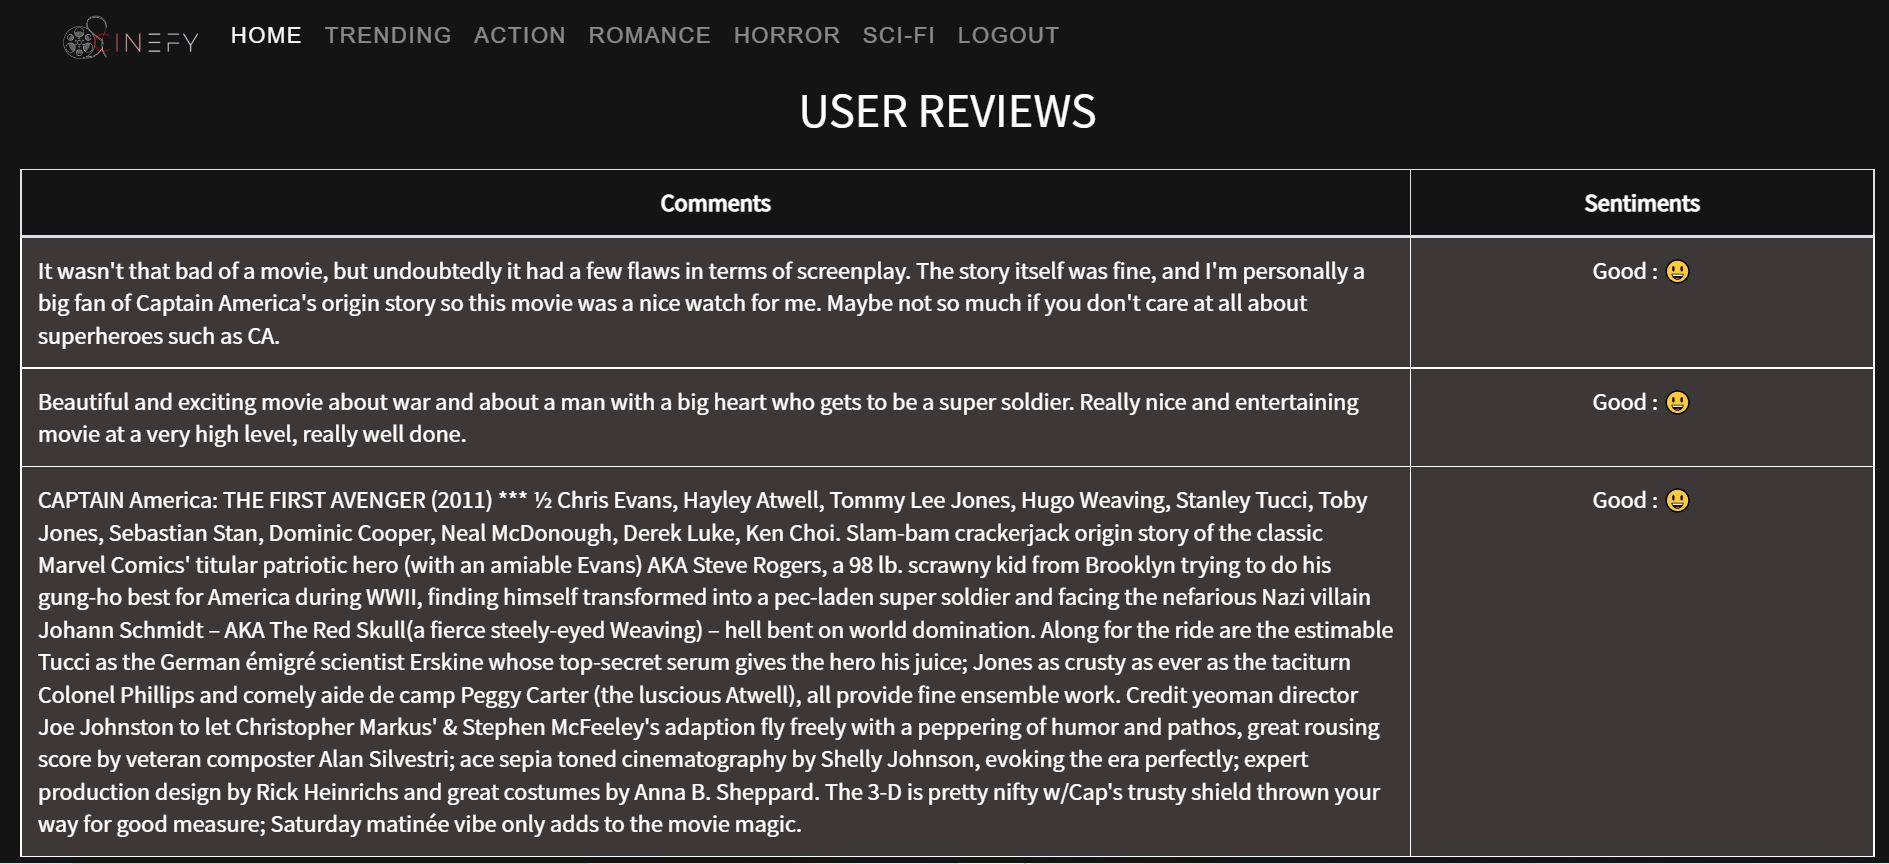 CINEFY HOME TRENDING ACTION ROMANCE HORROR SCI-FI LOGOUT
USER REVIEWS
Comments Sentiments
It wasn't that bad of a movie, but undoubtedly it had a few flaws in terms of screenplay. The story itself was fine, and I'm personally a Good : 😃
big fan of Captain America's origin story so this movie was a nice watch for me. Maybe not so much if you don't care at all about
superheroes such as CA.
Beautiful and exciting movie about war and about a man with a big heart who gets to be a super soldier. Really nice and entertaining Good : 😃
movie at a very high level, really well done.
CAPTAIN America: THE FIRST AVENGER (2011) *** ½ Chris Evans, Hayley Atwell, Tommy Lee Jones, Hugo Weaving, Stanley Tucci, Toby Good : 😃
Jones, Sebastian Stan, Dominic Cooper, Neal McDonough, Derek Luke, Ken Choi. Slam-bam crackerjack origin story of the classic
Marvel Comics' titular patriotic hero (with an amiable Evans) AKA Steve Rogers, a 98 lb. scrawny kid from Brooklyn trying to do his
gung-ho best for America during WWII, finding himself transformed into a pec-laden super soldier and facing the nefarious Nazi villain
Johann Schmidt – AKA The Red Skull(a fierce steely-eyed Weaving) – hell bent on world domination. Along for the ride are the estimable
Tucci as the German émigré scientist Erskine whose top-secret serum gives the hero his juice; Jones as crusty as ever as the taciturn
Colonel Phillips and comely aide de camp Peggy Carter (the luscious Atwell), all provide fine ensemble work. Credit yeoman director
Joe Johnston to let Christopher Markus' & Stephen McFeeley's adaption fly freely with a peppering of humor and pathos, great rousing
score by veteran composter Alan Silvestri; ace sepia toned cinematography by Shelly Johnson, evoking the era perfectly; expert
production design by Rick Heinrichs and great costumes by Anna B. Sheppard. The 3-D is pretty nifty w/Cap's trusty shield thrown your
way for good measure; Saturday matinée vibe only adds to the movie magic.